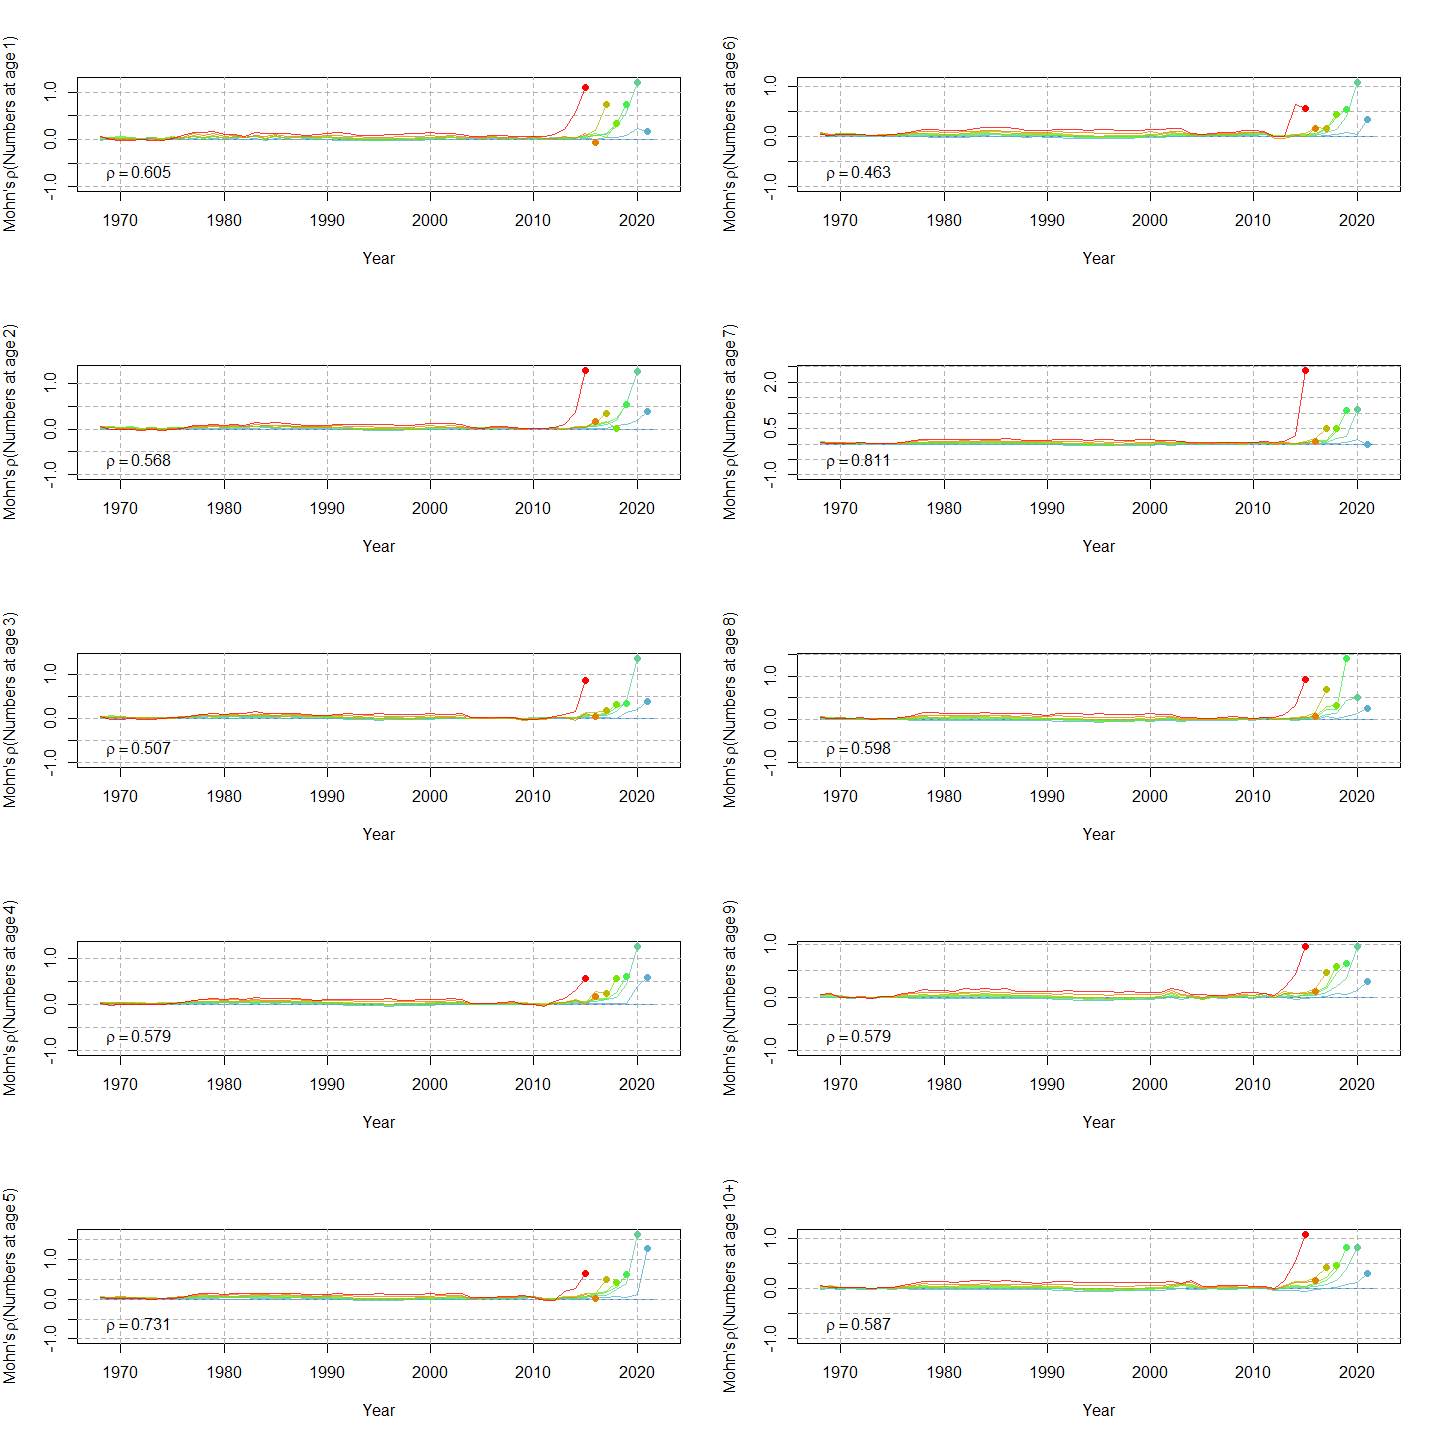 Mohn's ρ(Numbers at age 1)
1.0
0.0
-1.0
ρ = 0.605
1970 1980 1990 2000 2010 2020
Year
Mohn's ρ(Numbers at age 6)
1.0
0.0
-1.0
ρ = 0.463
1970 1980 1990 2000 2010 2020
Year
Mohn's ρ(Numbers at age 2)
1.0
0.0
-1.0
ρ = 0.568
1970 1980 1990 2000 2010 2020
Year
Mohn's ρ(Numbers at age 7)
2.0
0.5
-1.0
ρ = 0.811
1970 1980 1990 2000 2010 2020
Year
Mohn's ρ(Numbers at age 3)
1.0
0.0
-1.0
ρ = 0.507
1970 1980 1990 2000 2010 2020
Year
Mohn's ρ(Numbers at age 8)
1.0
0.0
-1.0
ρ = 0.598
1970 1980 1990 2000 2010 2020
Year
Mohn's ρ(Numbers at age 4)
1.0
0.0
-1.0
ρ = 0.579
1970 1980 1990 2000 2010 2020
Year
Mohn's ρ(Numbers at age 9)
1.0
0.0
-1.0
ρ = 0.579
1970 1980 1990 2000 2010 2020
Year
Mohn's ρ(Numbers at age 5)
1.0
0.0
-1.0
ρ = 0.731
1970 1980 1990 2000 2010 2020
Year
Mohn's ρ(Numbers at age 10+)
1.0
0.0
-1.0
ρ = 0.587
1970 1980 1990 2000 2010 2020
Year